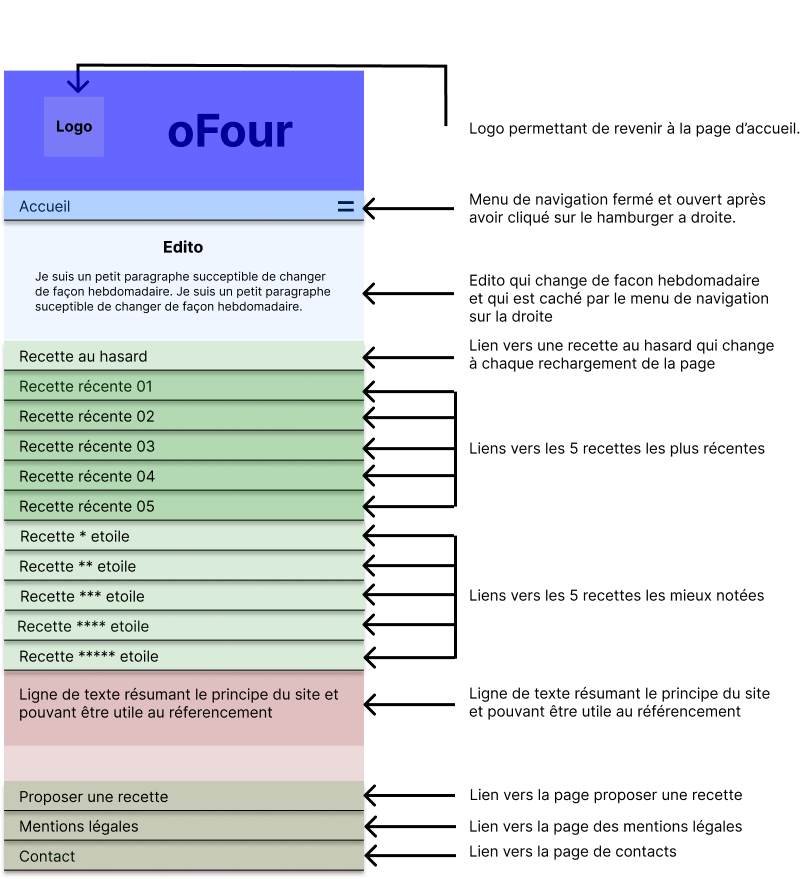 Logo
oFour
Logo permettant de revenir à la page d'accueil.
Accueil
Menu de navigation fermé et ouvert après
avoir cliqué sur le hamburger a droite.
Edito
Je suis un petit paragraphe succeptible de changer
de façon hebdomadaire. Je suis un petit paragraphe
suceptible de changer de façon hebdomadaire.
Edito qui change de facon hebdomadaire
et qui est caché par le menu de navigation
sur la droite
Recette au hasard
Lien vers une recette au hasard qui change
à chaque rechargement de la page
Recette récente 01
Recette récente 02
Recette récente 03
Recette récente 04
Recette récente 05
Liens vers les 5 recettes les plus récentes
Recette * etoile
Recette ** etoile
Recette *** etoile
Recette **** etoile
Recette ***** etoile
Liens vers les 5 recettes les mieux notées
Ligne de texte résumant le principe du site et
pouvant être utile au réferencement
Ligne de texte résumant le principe du site
et pouvant être utile au référencement
Proposer une recette
Lien vers la page proposer une recette
Mentions légales
Lien vers la page des mentions légales
Contact
Lien vers la page de contacts